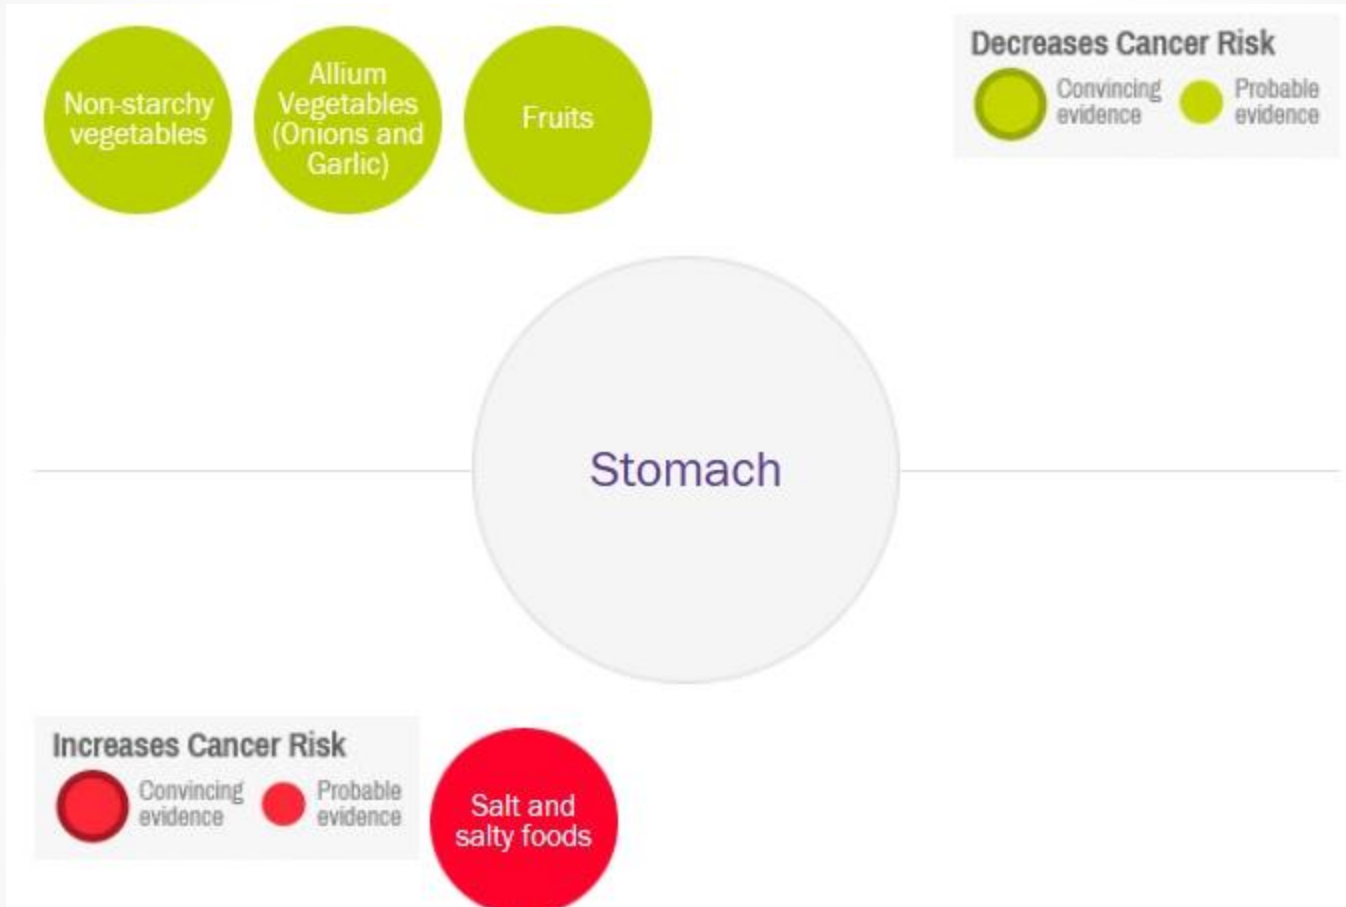 Non-starchy
vegetables
Allium
Vegetables
(Onions and
Garlic)
Fruits
Decreases Cancer Risk
Convincing
evidence
Probable
evidence
Stomach
Increases Cancer Risk
Convincing
evidence
Probable
evidence
Salt and
salty foods